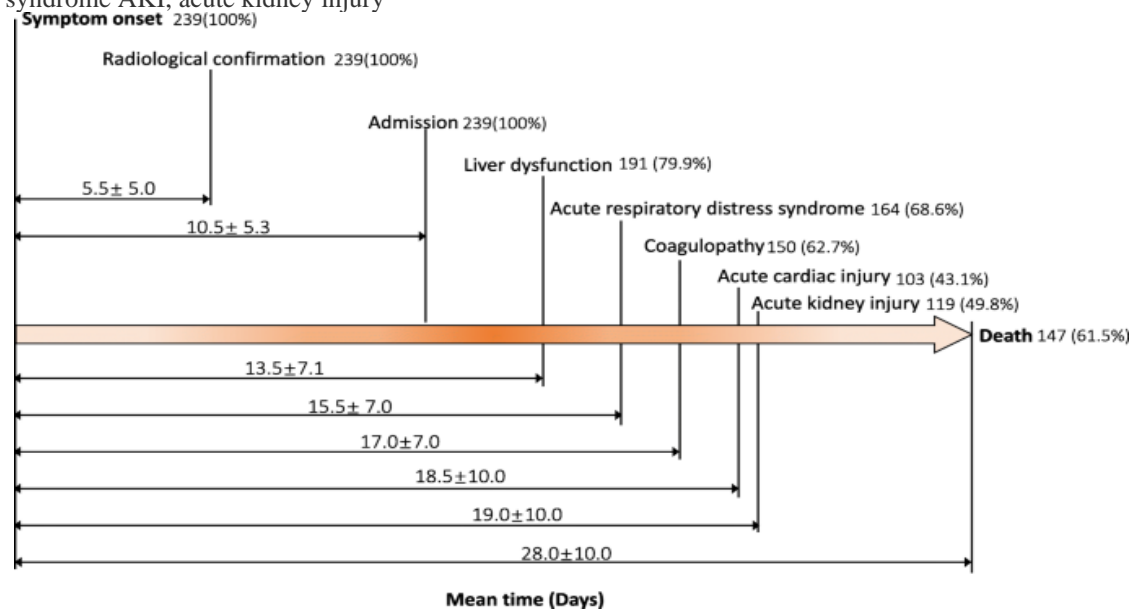 syndrome AKI, acute kidney injury
Symptom onset 239(100%)
Radiological confirmation 239(100%)
Admission 239(100%)
Liver dysfunction 191 (79.9%)
5.5± 5.0
Acute respiratory distress syndrome 164 (68.6%)
10.5± 5.3
Coagulopathy 150 (62.7%)
Acute cardiac injury 103 (43.1%)
Acute kidney injury 119 (49.8%)
Death 147 (61.5%)
13.5±7.1
15.5± 7.0
17.0±7.0
18.5±10.0
19.0±10.0
28.0±10.0
Mean time (Days)